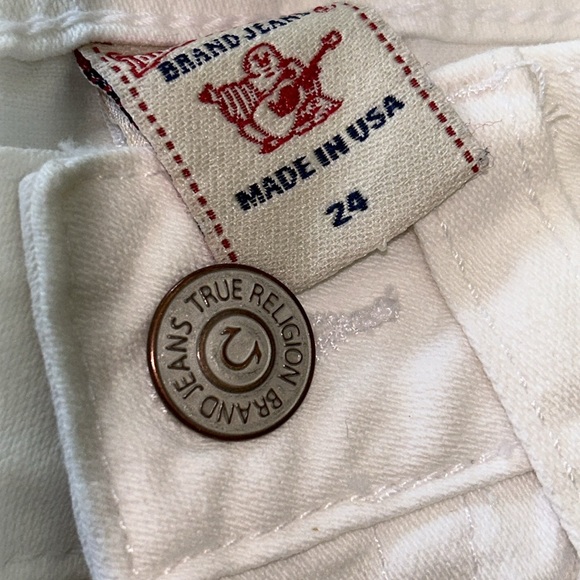 BRAND JEANS
MADE IN USA
24
TRUE RELIGION BRAND JEANS